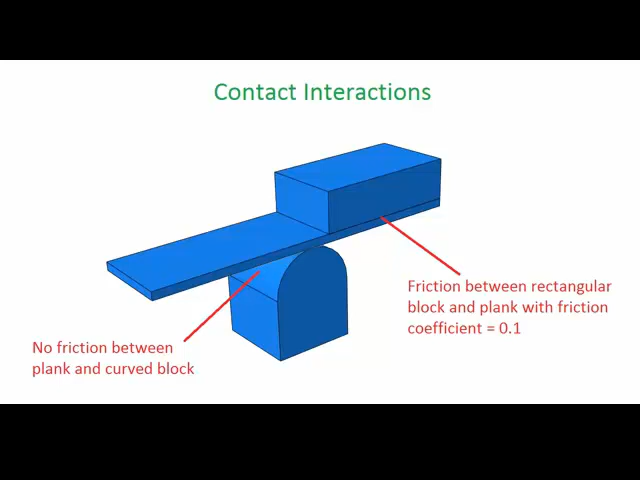 Contact Interactions
Friction between rectangular
block and plank with friction
coefficient = 0.1
No friction between
plank and curved block